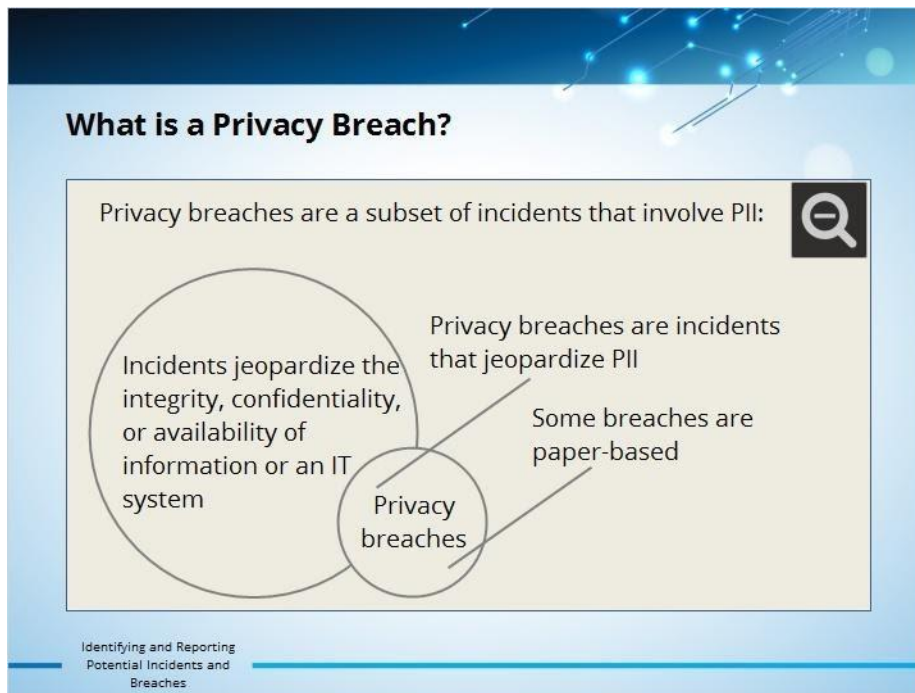 What is a Privacy Breach?
Privacy breaches are a subset of incidents that involve PII:
Incidents jeopardize the
integrity, confidentiality,
or availability of
information or an IT
system
Privacy breaches are incidents
that jeopardize PII
Some breaches are
paper-based
Privacy
breaches
Identifying and Reporting
Potential Incidents and
Breaches